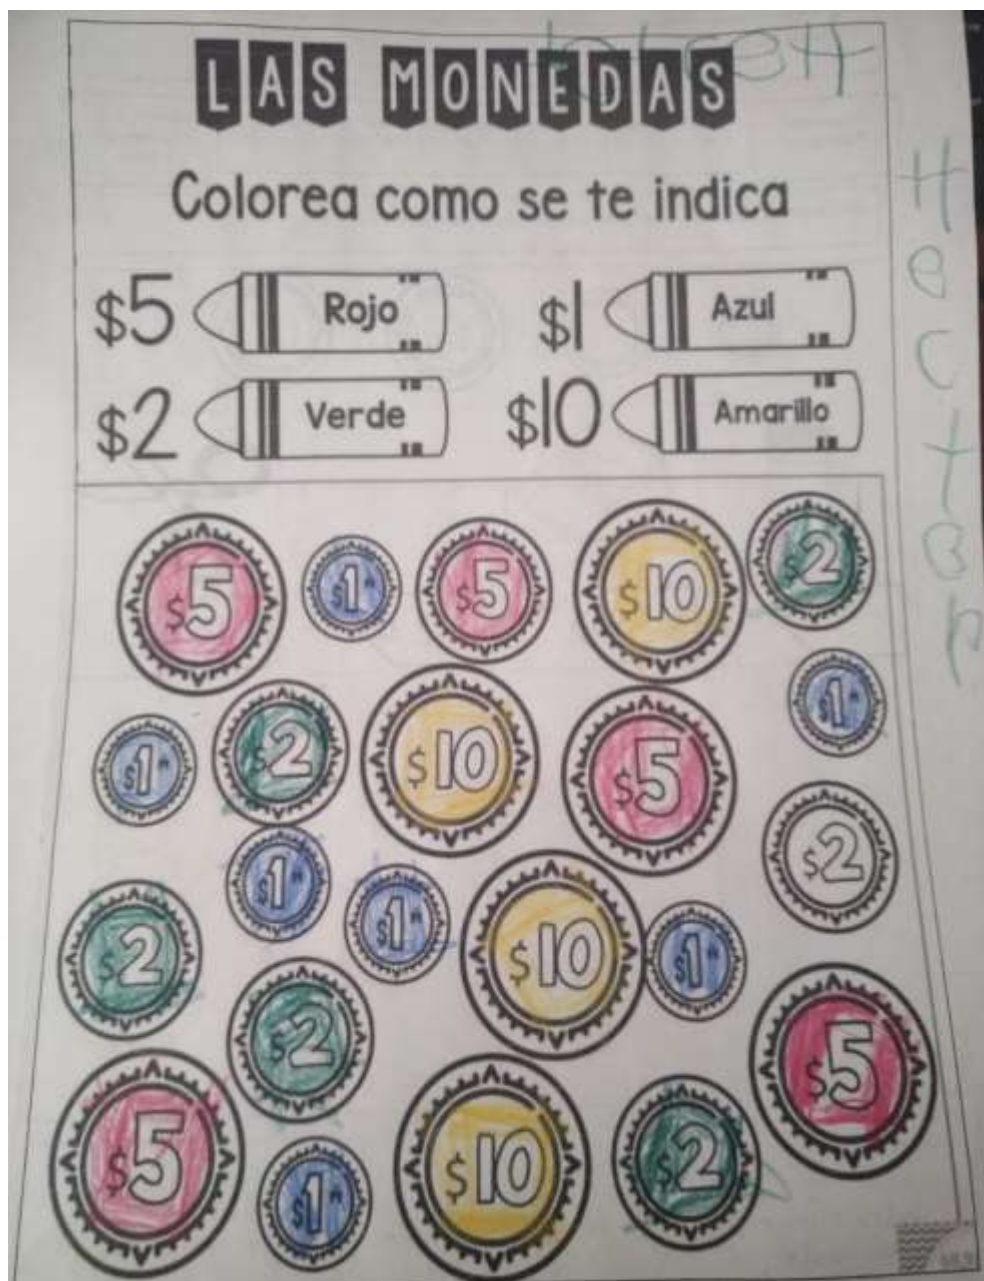 LAS MONEDAS
Colorea como se te indica
$5 Rojo $1 Azul
$2 Verde $10 Amarillo
Hector
$5 $1 $5 $10 $2
$1
$1 $2 $10 $5
$2
$1 $1
$2 $10 $1
$2 $5
$5 $1 $10 $2